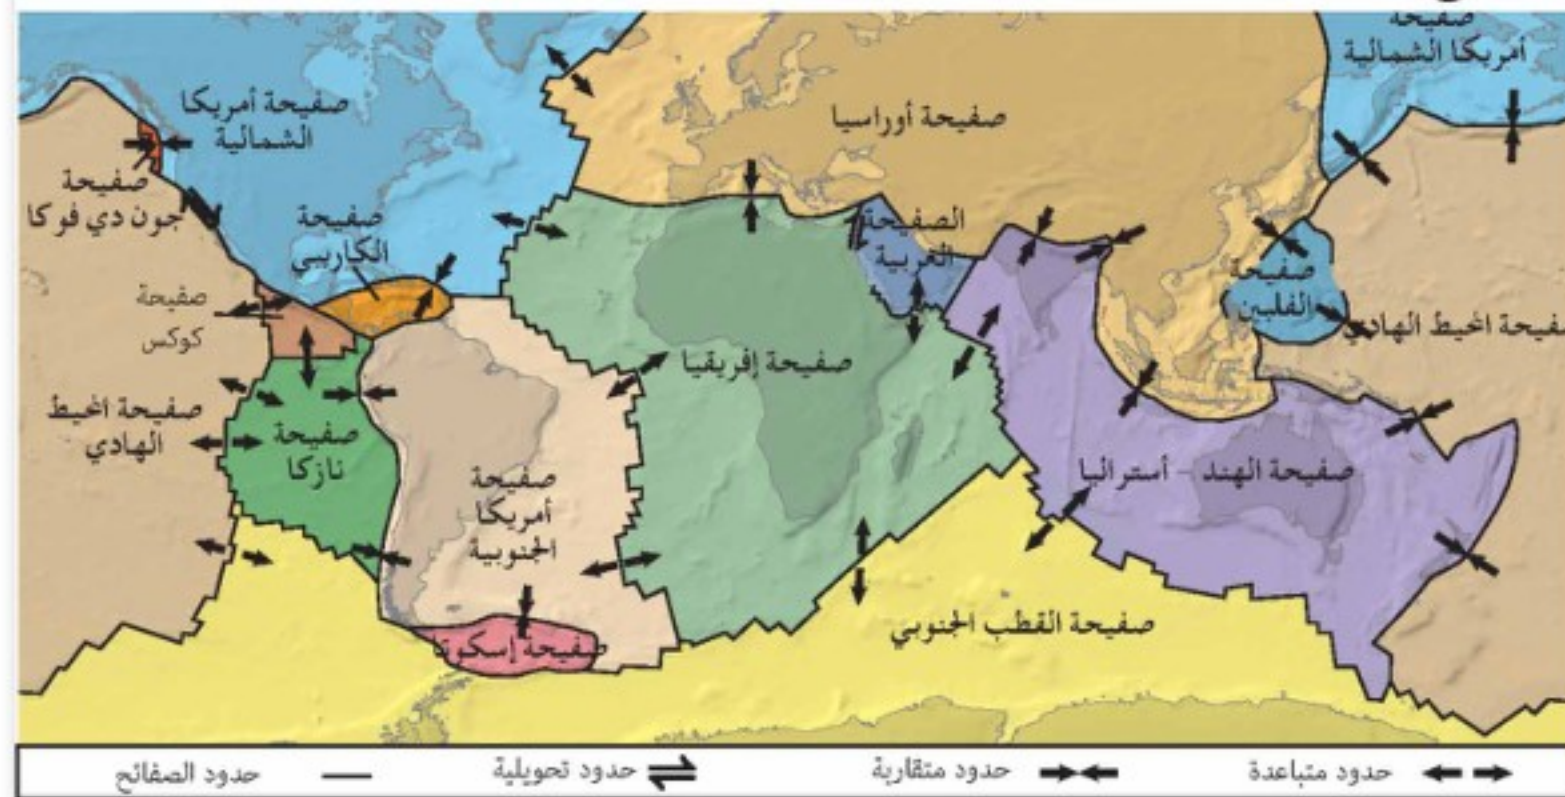 صفيحة
أمريكا الشمالية
صفيحة أمريكا
الشمالية
صفيحة أوراسيا
صفيحة
جون دي فوكا
صفيحة
الكاريبي
الصفيحة
العربية
صفيحة
الفلبين
صفيحة المحيط الهادي
صفيحة
كوكس
صفيحة إفريقيا
صفيحة المحيط
الهادي
صفيحة
نازكا
صفيحة الهند - أستراليا
صفيحة
أمريكا
الجنوبية
صفيحة القطب الجنوبي
صفيحة إسكوتا
حدود متباعدة
حدود متقاربة
حدود تحويلية
حدود الصفائح